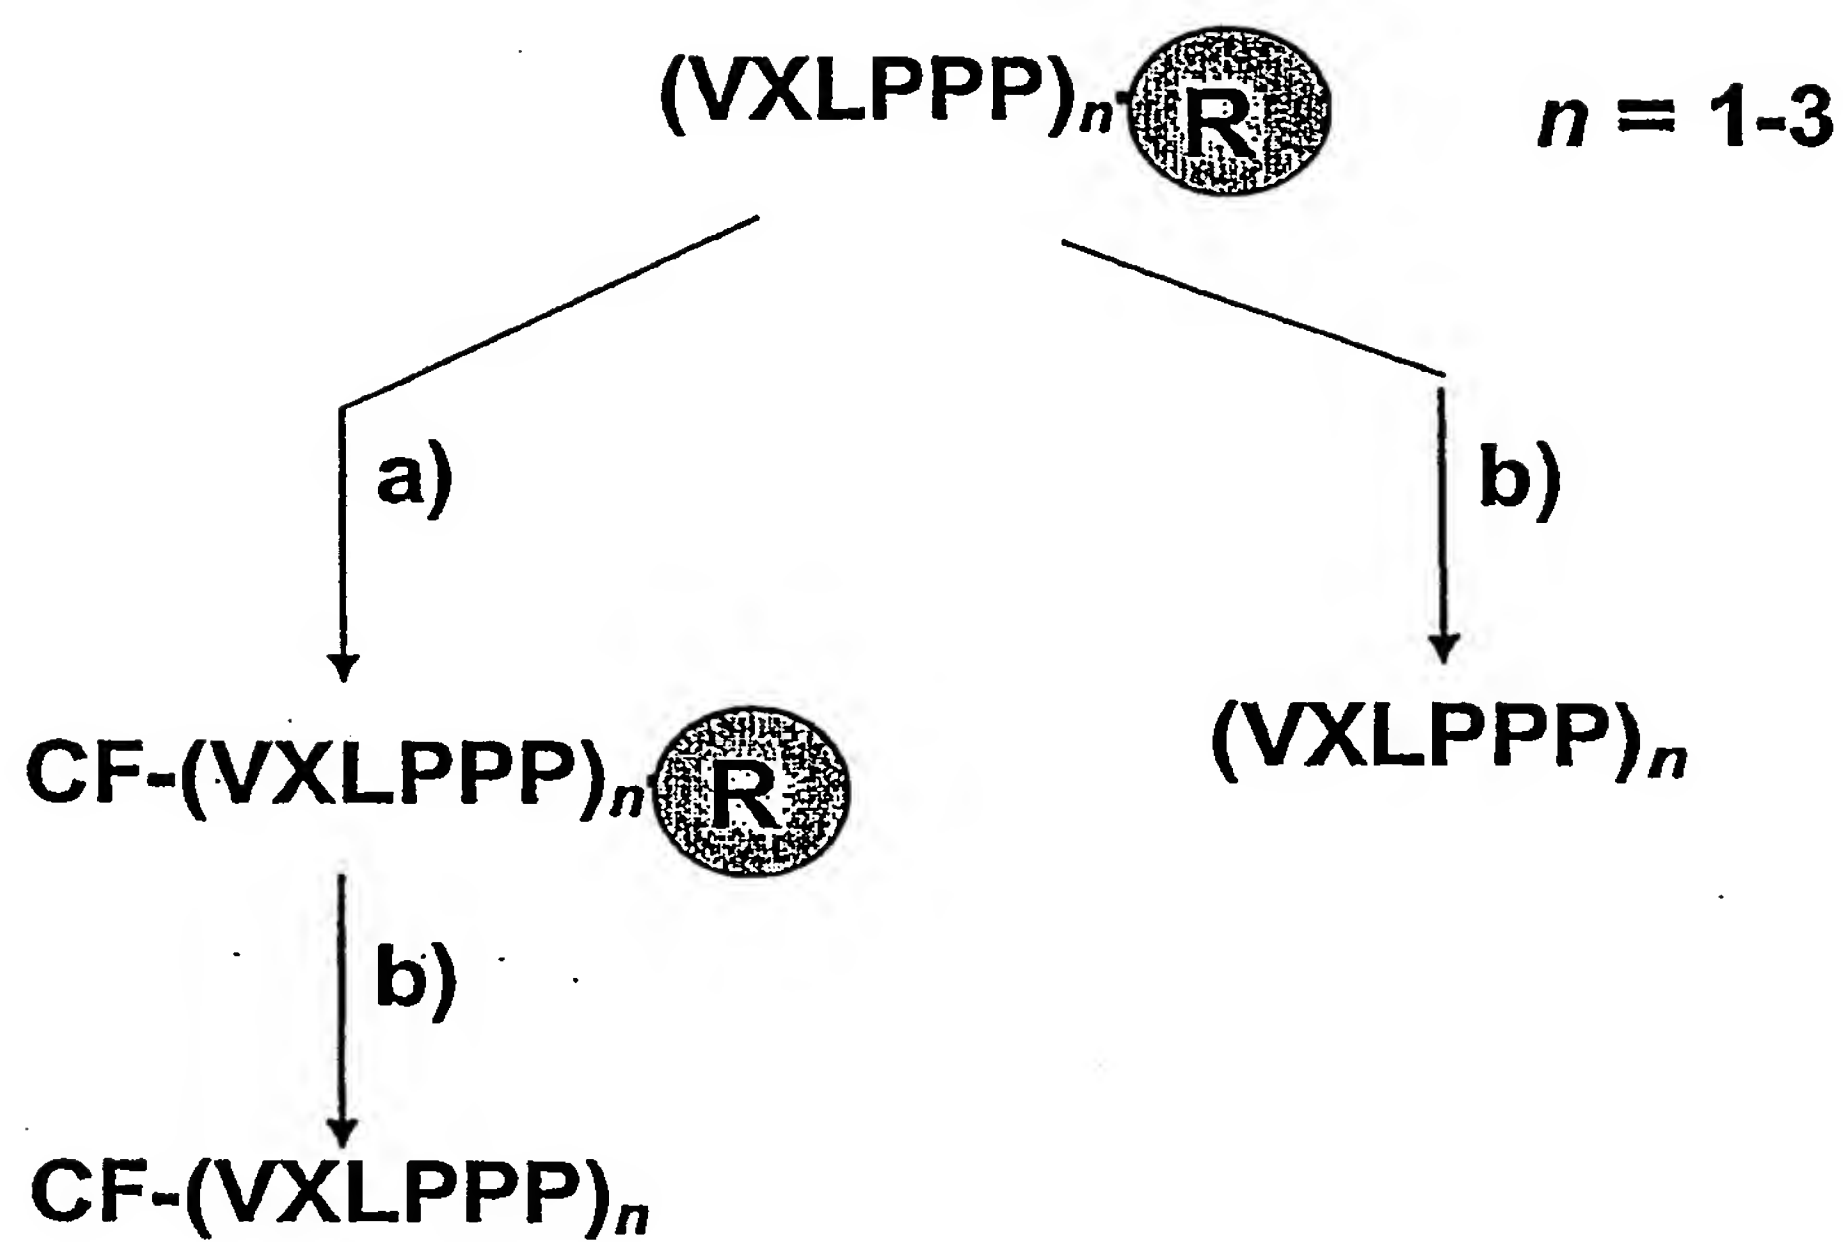 (VXLPPP)n R n = 1-3
a) b)
(VXLPPP)n
CF-(VXLPPP)n R
b)
CF-(VXLPPP)n